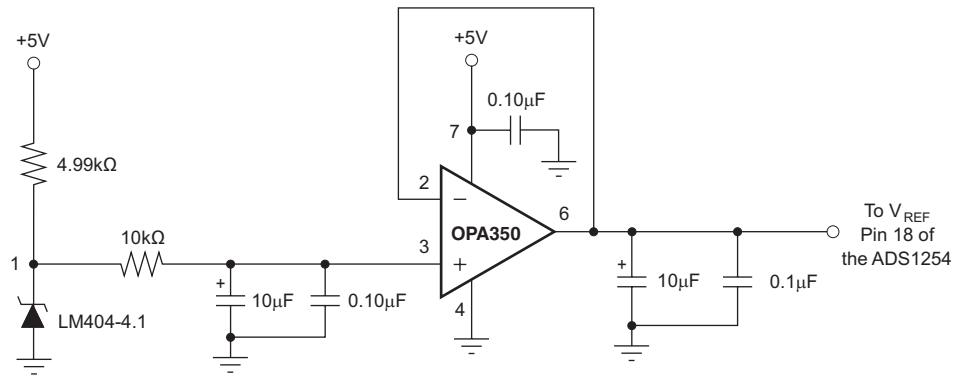 +5V
+5V
0.10μF
7
4.99kΩ
2
−
6
To VREF
Pin 18 of
the ADS1254
OPA350
10kΩ
3
+
1
+
10μF
0.10μF
+
10μF
0.1μF
4
LM404-4.1